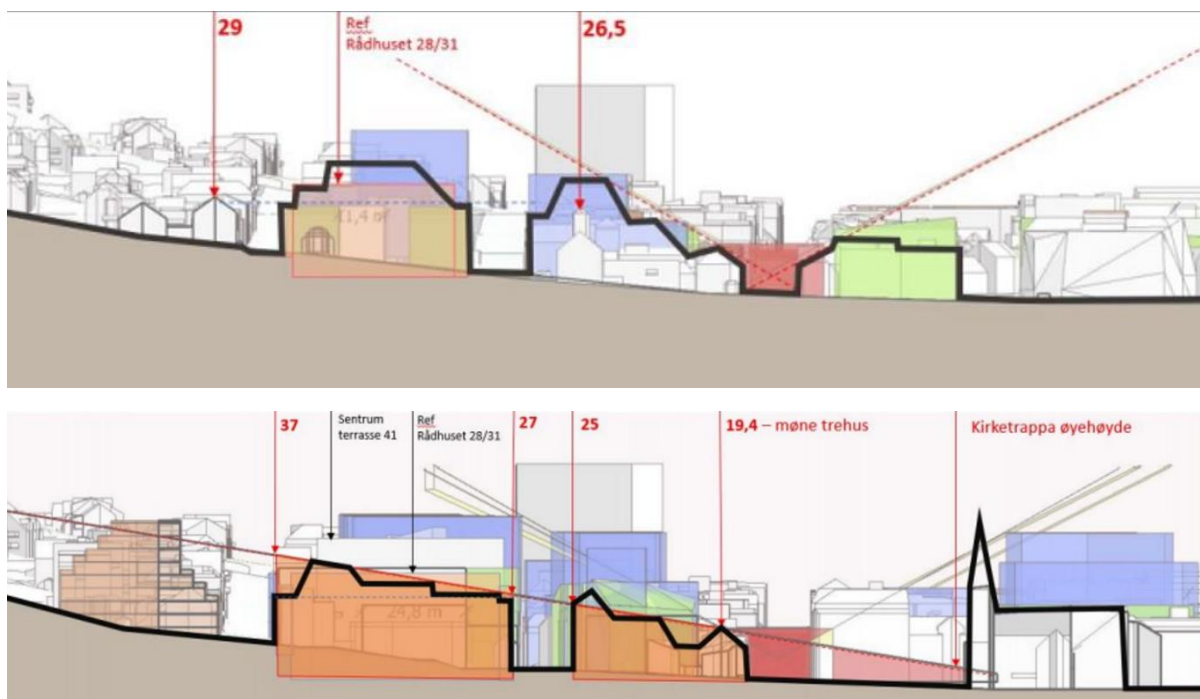 29
Ref
Rådhuset 28/31
26,5
37
Sentrum
terrasse 41
Ref
Rådhuset 28/31
27
25
19,4 – møne trehus
Kirketrappa øyehøyde
24,8 m